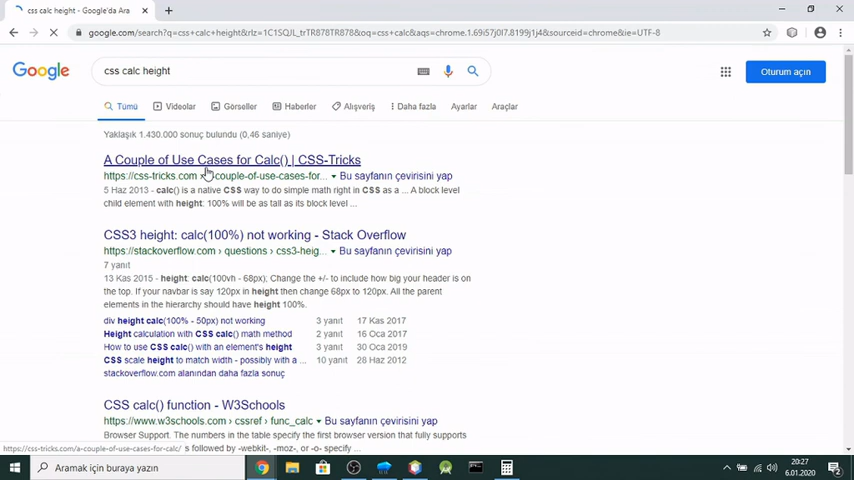 css calc height - Google'da Ara
google.com/search?q=css+calc+height&rlz=1C1SQJL_trTR878TR878&oq=css+calc&aqs=chrome.1.69i57j0l7.8199j1j4&sourceid=chrome&ie=UTF-8
Google
css calc height
Oturum açın
Tümü Videolar Görseller Haberler Alışveriş Daha fazla Ayarlar Araçlar
Yaklaşık 1.430.000 sonuç bulundu (0,46 saniye)
A Couple of Use Cases for Calc() | CSS-Tricks
https://css-tricks.com couple-of-use-cases-for... Bu sayfanın çevirisini yap
5 Haz 2013 - calc() is a native CSS way to do simple math right in CSS as a ... A block level
child element with height: 100% will be as tall as its block level ...
CSS3 height: calc(100%) not working - Stack Overflow
https://stackoverflow.com › questions › css3-heig... Bu sayfanın çevirisini yap
7 yanıt
13 Kas 2015 - height: calc(100vh - 68px); Change the +/- to include how big your header is on
top. If your navbar is say 120px in height then change 68px to 120px. All the parent
elements in the hierarchy should have height 100%.
div height calc(100% - 50px) not working 3 yanıt 17 Kas 2017
Height calculation with CSS calc() math method 2 yanıt 16 Oca 2017
How to use CSS calc() with an element's height 3 yanıt 30 Oca 2019
CSS scale height to match width - possibly with a ... 10 yanıt 28 Haz 2012
stackoverflow.com alanından daha fazla sonuç
CSS calc() function - W3Schools
https://www.w3schools.com › cssref › func_calc Bu sayfanın çevirisini yap
Browser Support. The numbers in the table specify the first browser version that fully supports
https://css-tricks.com/a-couple-of-use-cases-for-calc/ s followed by -webkit-, -moz-, or -o- specify ...
Aramak için buraya yazın
20:27
6.01.2020
2